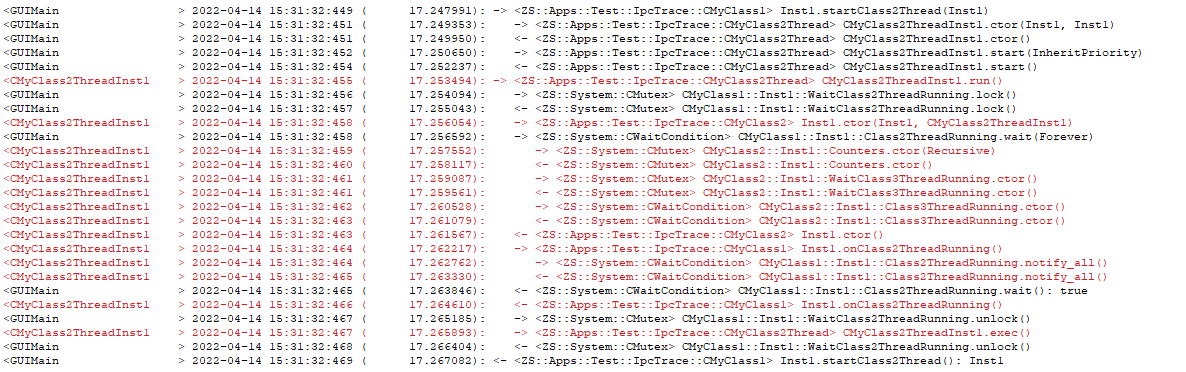 <GUIMain            > 2022-04-14 15:31:32:449 (      17.247991): -> <ZS::Apps::Test::IpcTrace::CMyClass1> Inst1.startClass2Thread(Inst1)
<GUIMain            > 2022-04-14 15:31:32:451 (      17.249353):    -> <ZS::Apps::Test::IpcTrace::CMyClass2Thread> CMyClass2ThreadInst1.ctor(Inst1, Inst1)
<GUIMain            > 2022-04-14 15:31:32:451 (      17.249950):    <- <ZS::Apps::Test::IpcTrace::CMyClass2Thread> CMyClass2ThreadInst1.ctor()
<GUIMain            > 2022-04-14 15:31:32:452 (      17.250650):    -> <ZS::Apps::Test::IpcTrace::CMyClass2Thread> CMyClass2ThreadInst1.start(InheritPriority)
<GUIMain            > 2022-04-14 15:31:32:454 (      17.252237):    <- <ZS::Apps::Test::IpcTrace::CMyClass2Thread> CMyClass2ThreadInst1.start()
<CMyClass2ThreadInst1    > 2022-04-14 15:31:32:455 (      17.253494): -> <ZS::Apps::Test::IpcTrace::CMyClass2Thread> CMyClass2ThreadInst1.run()
<GUIMain            > 2022-04-14 15:31:32:456 (      17.254094):    -> <ZS::System::CMutex> CMyClass1::Inst1::WaitClass2ThreadRunning.lock()
<GUIMain            > 2022-04-14 15:31:32:457 (      17.255043):    <- <ZS::System::CMutex> CMyClass1::Inst1::WaitClass2ThreadRunning.lock()
<CMyClass2ThreadInst1    > 2022-04-14 15:31:32:458 (      17.256054):    -> <ZS::Apps::Test::IpcTrace::CMyClass2> Inst1.ctor(Inst1, CMyClass2ThreadInst1)
<GUIMain            > 2022-04-14 15:31:32:458 (      17.256592):    -> <ZS::System::CWaitCondition> CMyClass1::Inst1::Class2ThreadRunning.wait(Forever)
<CMyClass2ThreadInst1    > 2022-04-14 15:31:32:459 (      17.257552):       -> <ZS::System::CMutex> CMyClass2::Inst1::Counters.ctor(Recursive)
<CMyClass2ThreadInst1    > 2022-04-14 15:31:32:460 (      17.258117):       <- <ZS::System::CMutex> CMyClass2::Inst1::Counters.ctor()
<CMyClass2ThreadInst1    > 2022-04-14 15:31:32:461 (      17.259087):       -> <ZS::System::CMutex> CMyClass2::Inst1::WaitClass3ThreadRunning.ctor()
<CMyClass2ThreadInst1    > 2022-04-14 15:31:32:461 (      17.259561):       <- <ZS::System::CMutex> CMyClass2::Inst1::WaitClass3ThreadRunning.ctor()
<CMyClass2ThreadInst1    > 2022-04-14 15:31:32:462 (      17.260528):       -> <ZS::System::CWaitCondition> CMyClass2::Inst1::Class3ThreadRunning.ctor()
<CMyClass2ThreadInst1    > 2022-04-14 15:31:32:463 (      17.261079):       <- <ZS::System::CWaitCondition> CMyClass2::Inst1::Class3ThreadRunning.ctor()
<CMyClass2ThreadInst1    > 2022-04-14 15:31:32:463 (      17.261567):    <- <ZS::Apps::Test::IpcTrace::CMyClass2> Inst1.ctor()
<CMyClass2ThreadInst1    > 2022-04-14 15:31:32:464 (      17.262217):    -> <ZS::Apps::Test::IpcTrace::CMyClass1> Inst1.onClass2ThreadRunning()
<CMyClass2ThreadInst1    > 2022-04-14 15:31:32:464 (      17.262762):       -> <ZS::System::CWaitCondition> CMyClass1::Inst1::Class2ThreadRunning.notify_all()
<CMyClass2ThreadInst1    > 2022-04-14 15:31:32:465 (      17.263330):       <- <ZS::System::CWaitCondition> CMyClass1::Inst1::Class2ThreadRunning.notify_all()
<GUIMain            > 2022-04-14 15:31:32:465 (      17.263846):    <- <ZS::System::CWaitCondition> CMyClass1::Inst1::Class2ThreadRunning.wait(): true
<CMyClass2ThreadInst1    > 2022-04-14 15:31:32:466 (      17.264610):    <- <ZS::Apps::Test::IpcTrace::CMyClass1> Inst1.onClass2ThreadRunning()
<GUIMain            > 2022-04-14 15:31:32:467 (      17.265185):    -> <ZS::System::CMutex> CMyClass1::Inst1::WaitClass2ThreadRunning.unlock()
<CMyClass2ThreadInst1    > 2022-04-14 15:31:32:467 (      17.265893):    -> <ZS::Apps::Test::IpcTrace::CMyClass2Thread> CMyClass2ThreadInst1.exec()
<GUIMain            > 2022-04-14 15:31:32:468 (      17.266404):    <- <ZS::System::CMutex> CMyClass1::Inst1::WaitClass2ThreadRunning.unlock()
<GUIMain            > 2022-04-14 15:31:32:469 (      17.267082): <- <ZS::Apps::Test::IpcTrace::CMyClass1> Inst1.startClass2Thread(): Inst1